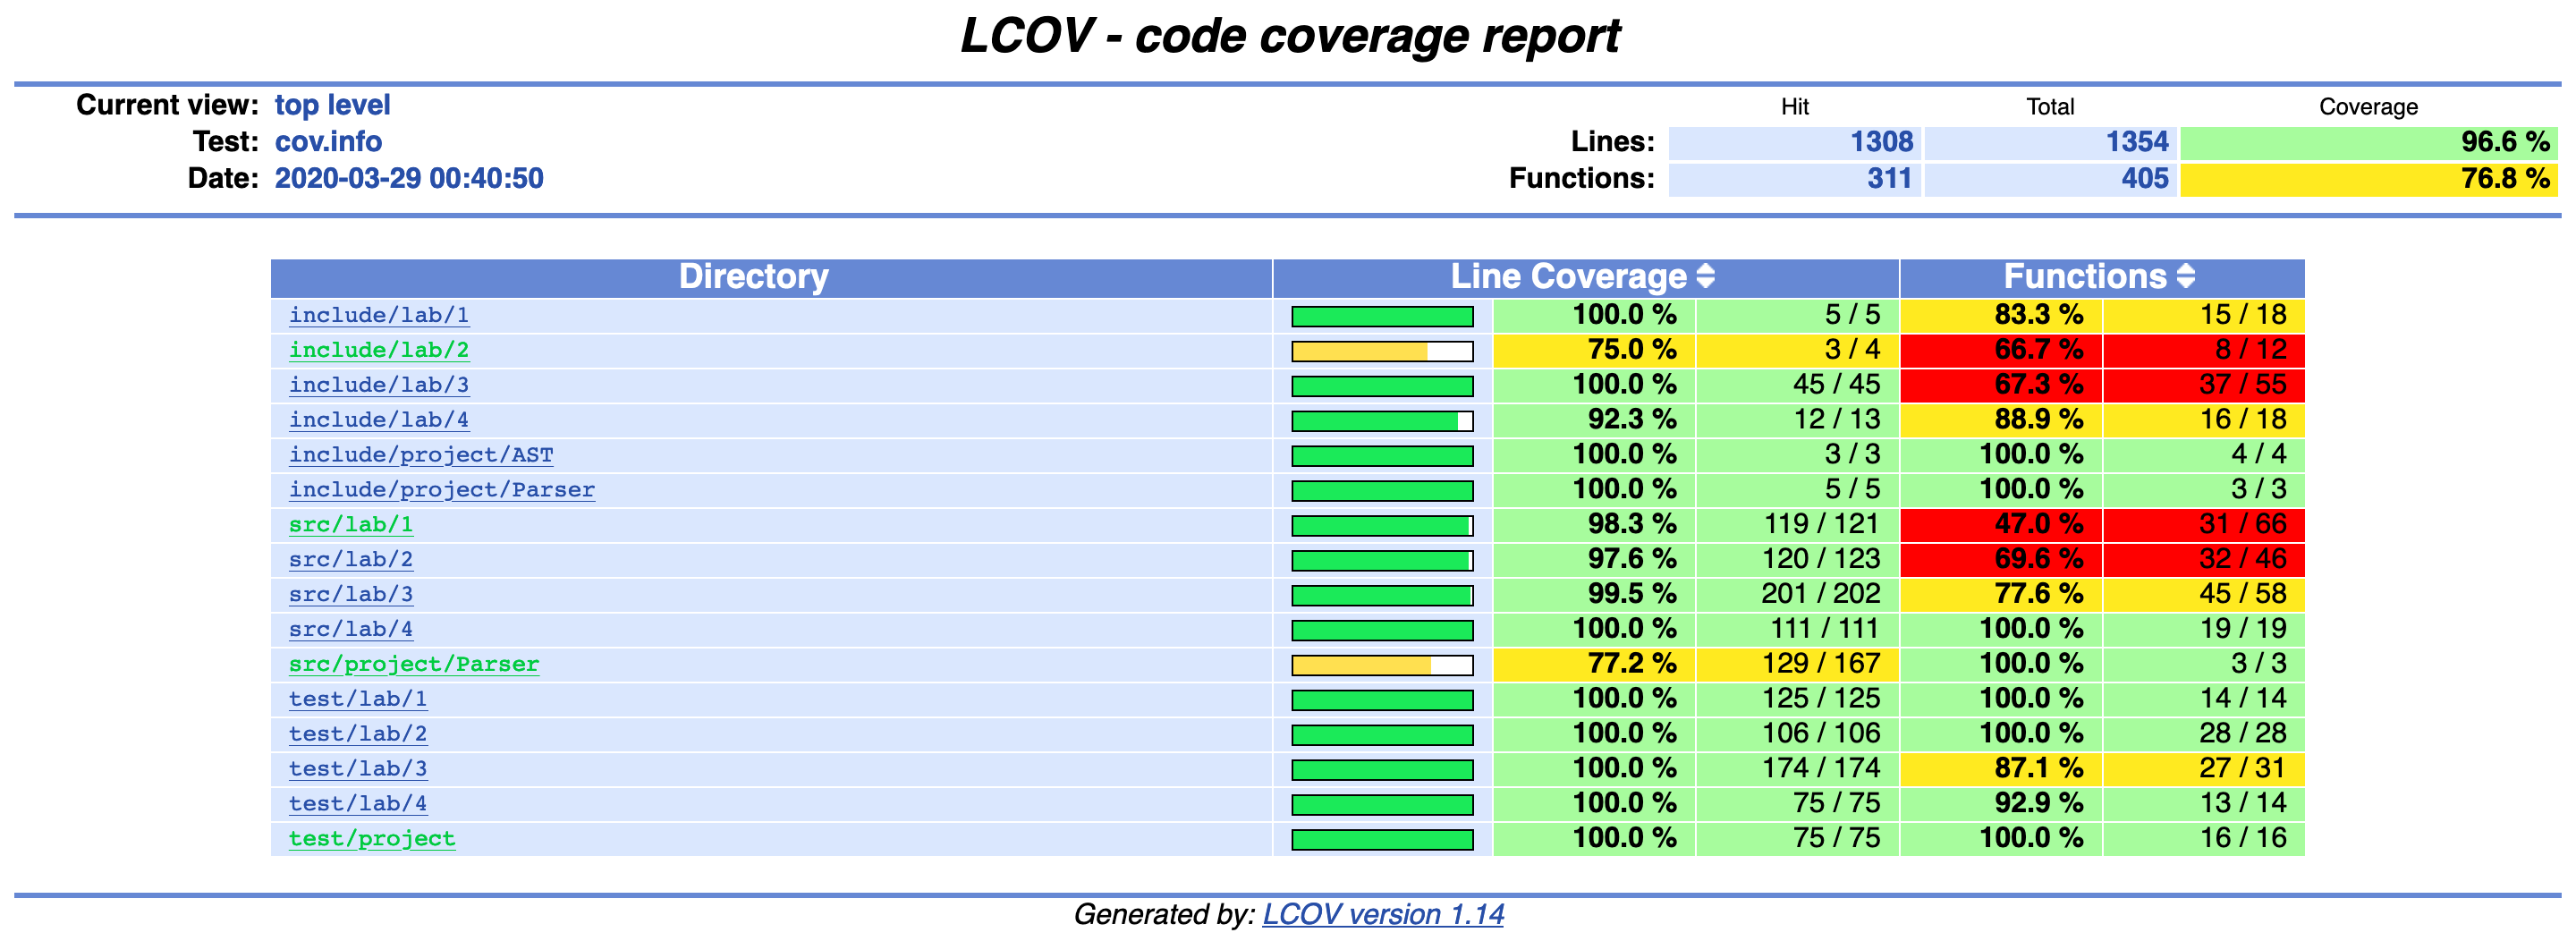 LCOV - code coverage report
Current view: top level Hit Total Coverage
Test: cov.info Lines: 1308 1354 96.6 %
Date: 2020-03-29 00:40:50 Functions: 311 405 76.8 %
Directory Line Coverage Functions
include/lab/1 100.0 % 5 / 5 83.3 % 15 / 18
include/lab/2 75.0 % 3 / 4 66.7 % 8 / 12
include/lab/3 100.0 % 45 / 45 67.3 % 37 / 55
include/lab/4 92.3 % 12 / 13 88.9 % 16 / 18
include/project/AST 100.0 % 3 / 3 100.0 % 4 / 4
include/project/Parser 100.0 % 5 / 5 100.0 % 3 / 3
src/lab/1 98.3 % 119 / 121 47.0 % 31 / 66
src/lab/2 97.6 % 120 / 123 69.6 % 32 / 46
src/lab/3 99.5 % 201 / 202 77.6 % 45 / 58
src/lab/4 100.0 % 111 / 111 100.0 % 19 / 19
src/project/Parser 77.2 % 129 / 167 100.0 % 3 / 3
test/lab/1 100.0 % 125 / 125 100.0 % 14 / 14
test/lab/2 100.0 % 106 / 106 100.0 % 28 / 28
test/lab/3 100.0 % 174 / 174 87.1 % 27 / 31
test/lab/4 100.0 % 75 / 75 92.9 % 13 / 14
test/project 100.0 % 75 / 75 100.0 % 16 / 16
Generated by: LCOV version 1.14